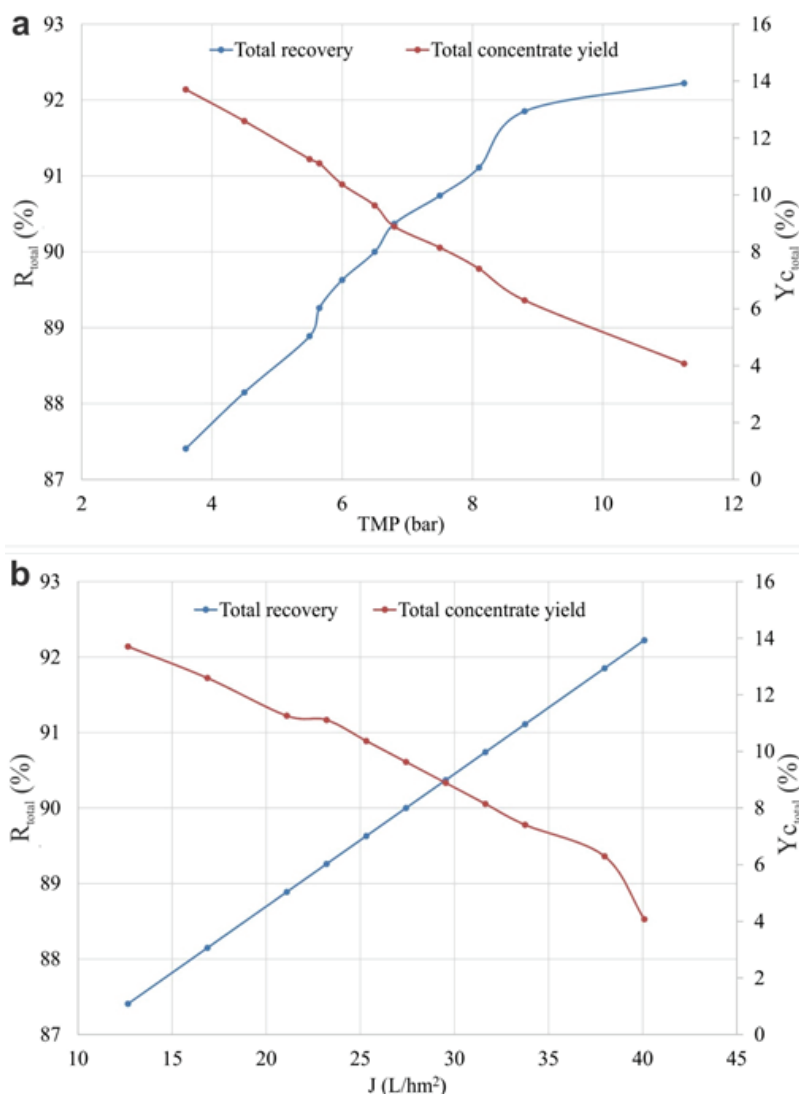 a
Total recovery
Total concentrate yield
93
92
91
90
89
88
87
R_total (%)
16
14
12
10
8
6
4
2
0
Yc_total (%)
2 4 6 8 10 12
TMP (bar)
b
Total recovery
Total concentrate yield
93
92
91
90
89
88
87
R_total (%)
16
14
12
10
8
6
4
2
0
Yc_total (%)
10 15 20 25 30 35 40 45
J (L/hm²)